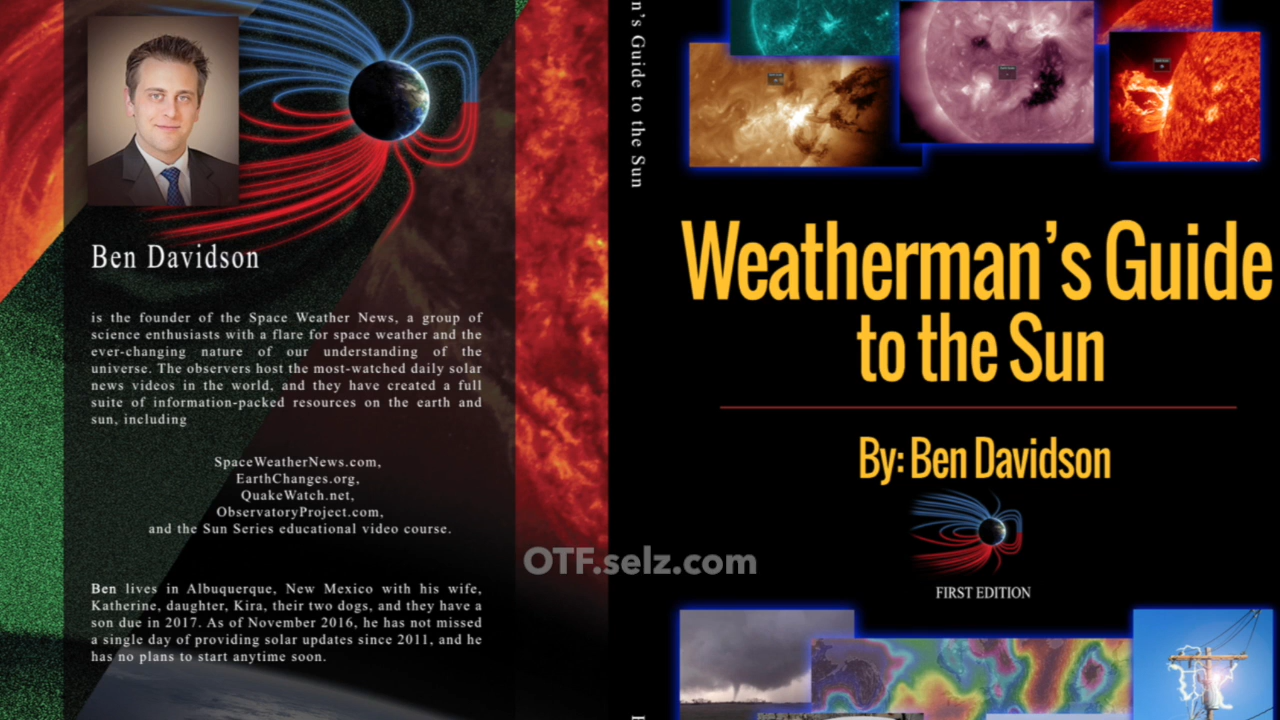 Ben Davidson
is the founder of the Space Weather News, a group of
science enthusiasts with a flare for space weather and the
ever-changing nature of our understanding of the
universe. The observers host the most-watched daily solar
news videos in the world, and they have created a full
suite of information-packed resources on the earth and
sun, including
SpaceWeatherNews.com,
EarthChanges.org,
QuakeWatch.net,
ObservatoryProject.com,
and the Sun Series educational video course.
Ben lives in Albuquerque, New Mexico with his wife,
Katherine, daughter, Kira, their two dogs, and they have a
son due in 2017. As of November 2016, he has not missed
a single day of providing solar updates since 2011, and he
has no plans to start anytime soon.
n's Guide to the Sun
OTF.selz.com
Weatherman's Guide
to the Sun
By: Ben Davidson
FIRST EDITION